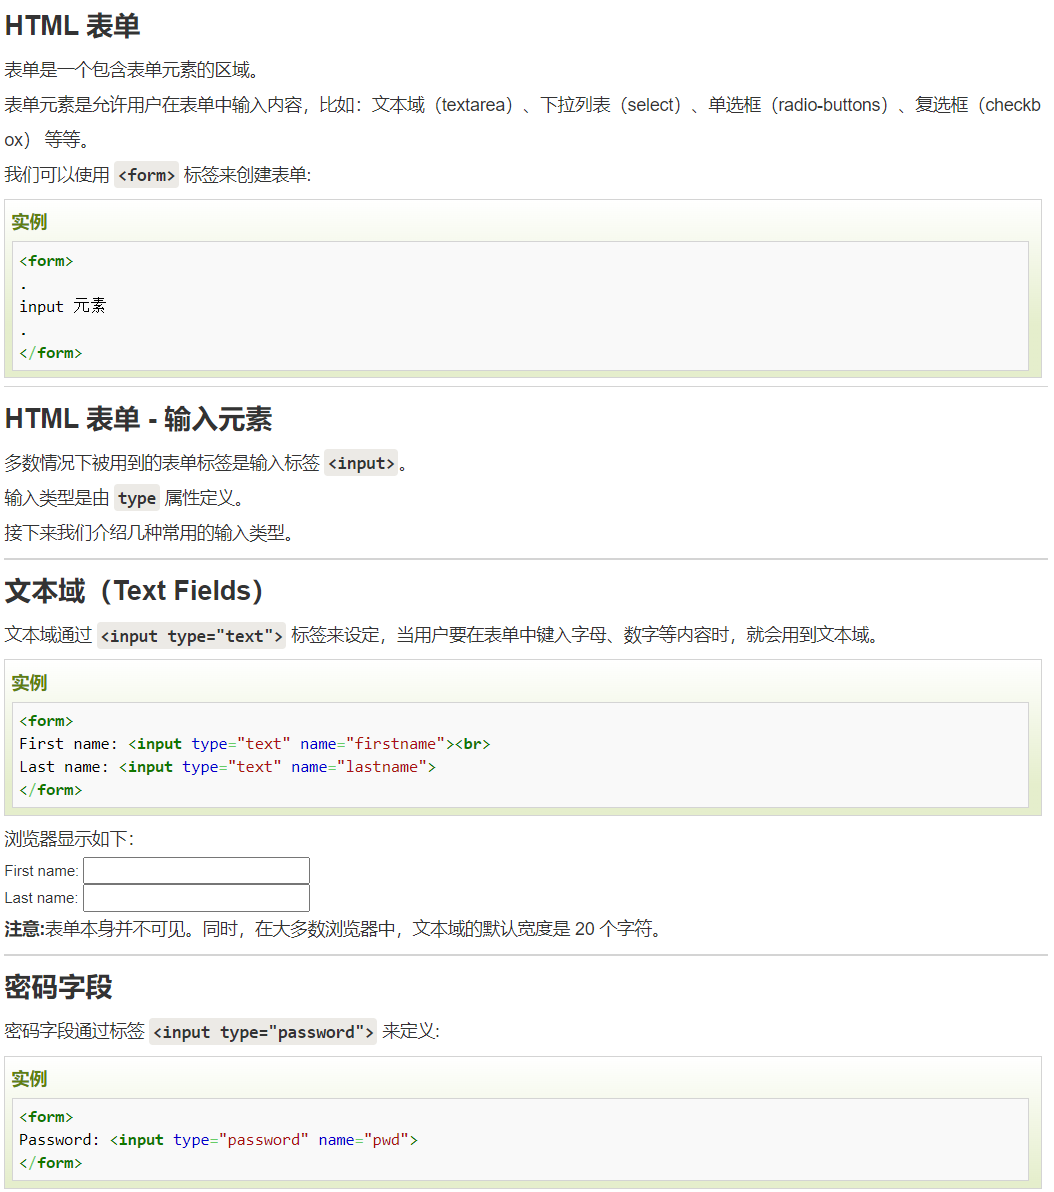 HTML 表单
表单是一个包含表单元素的区域。
表单元素是允许用户在表单中输入内容，比如：文本域（textarea）、下拉列表（select）、单选框（radio-buttons）、复选框（checkb
ox） 等等。
我们可以使用 <form> 标签来创建表单:
实例
<form>
.
input 元素
.
</form>
HTML 表单 - 输入元素
多数情况下被用到的表单标签是输入标签 <input>。
输入类型是由 type 属性定义。
接下来我们介绍几种常用的输入类型。
文本域（Text Fields）
文本域通过 <input type="text"> 标签来设定，当用户要在表单中键入字母、数字等内容时，就会用到文本域。
实例
<form>
First name: <input type="text" name="firstname"><br>
Last name: <input type="text" name="lastname">
</form>
浏览器显示如下：
First name:
Last name:
注意:表单本身并不可见。同时，在大多数浏览器中，文本域的默认宽度是 20 个字符。
密码字段
密码字段通过标签 <input type="password"> 来定义:
实例
<form>
Password: <input type="password" name="pwd">
</form>